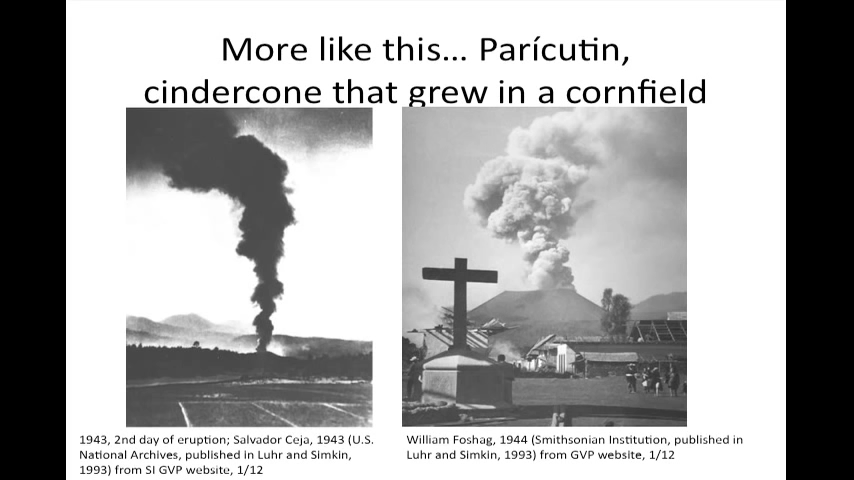 More like this... Parícutin,
cindercone that grew in a cornfield
1943, 2nd day of eruption; Salvador Ceja, 1943 (U.S.
National Archives, published in Luhr and Simkin,
1993) from SI GVP website, 1/12
William Foshag, 1944 (Smithsonian Institution, published in
Luhr and Simkin, 1993) from GVP website, 1/12